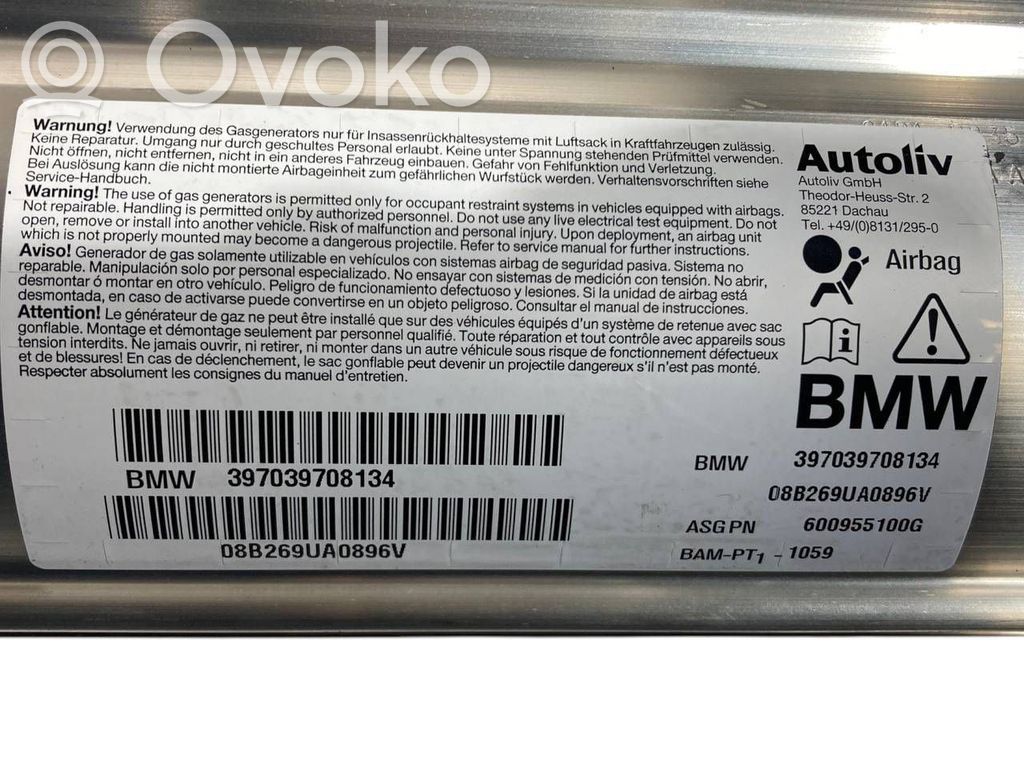 Ovoko
Warnung! Verwendung des Gasgenerators nur für Insassenrückhaltesysteme mit Luftsack in Kraftfahrzeugen zulässig.
Keine Reparatur. Umgang nur durch geschultes Personal erlaubt. Keine unter Spannung stehenden Prüfmittel verwenden.
Nicht öffnen, nicht entfernen, nicht in ein anderes Fahrzeug einbauen. Gefahr von Fehlfunktion und Verletzung.
Bei Auslösung kann die nicht montierte Airbageinheit zum gefährlichen Wurfstück werden. Verhaltensvorschriften siehe
Service-Handbuch.
Warning! The use of gas generators is permitted only for occupant restraint systems in vehicles equipped with airbags.
Not repairable. Handling is permitted only by authorized personnel. Do not use any live electrical test equipment. Do not
open, remove or install into another vehicle. Risk of malfunction and personal injury. Upon deployment, an airbag unit
which is not properly mounted may become a dangerous projectile. Refer to service manual for further instructions.
Aviso! Generador de gas solamente utilizable en vehículos con sistemas airbag de seguridad pasiva. Sistema no
reparable. Manipulación solo por personal especializado. No ensayar con sistemas de medición con tensión. No abrir,
desmontar ó montar en otro vehículo. Peligro de funcionamiento defectuoso y lesiones. Si la unidad de airbag está
desmontada, en caso de activarse puede convertirse en un objeto peligroso. Consultar el manual de instrucciones.
Attention! Le générateur de gaz ne peut être installé que sur des véhicules équipés d'un système de retenue avec sac
gonflable. Montage et démontage seulement par personnel qualifié. Toute réparation et tout contrôle avec appareils sous
tension interdits. Ne jamais ouvrir, ni retirer, ni monter dans un autre véhicule sous risque de fonctionnement défectueux
et de blessures! En cas de déclenchement, le sac gonflable peut devenir un projectile dangereux s'il n'est pas monté.
Respecter absolument les consignes du manuel d'entretien.
Autoliv
Autoliv GmbH
Theodor-Heuss-Str. 2
85221 Dachau
Tel. +49/(0)8131/295-0
Airbag
BMW
BMW 397039708134
08B269UA0896V
BMW 397039708134
08B269UA0896V
ASG PN 600955100G
BAM-PT1 - 1059